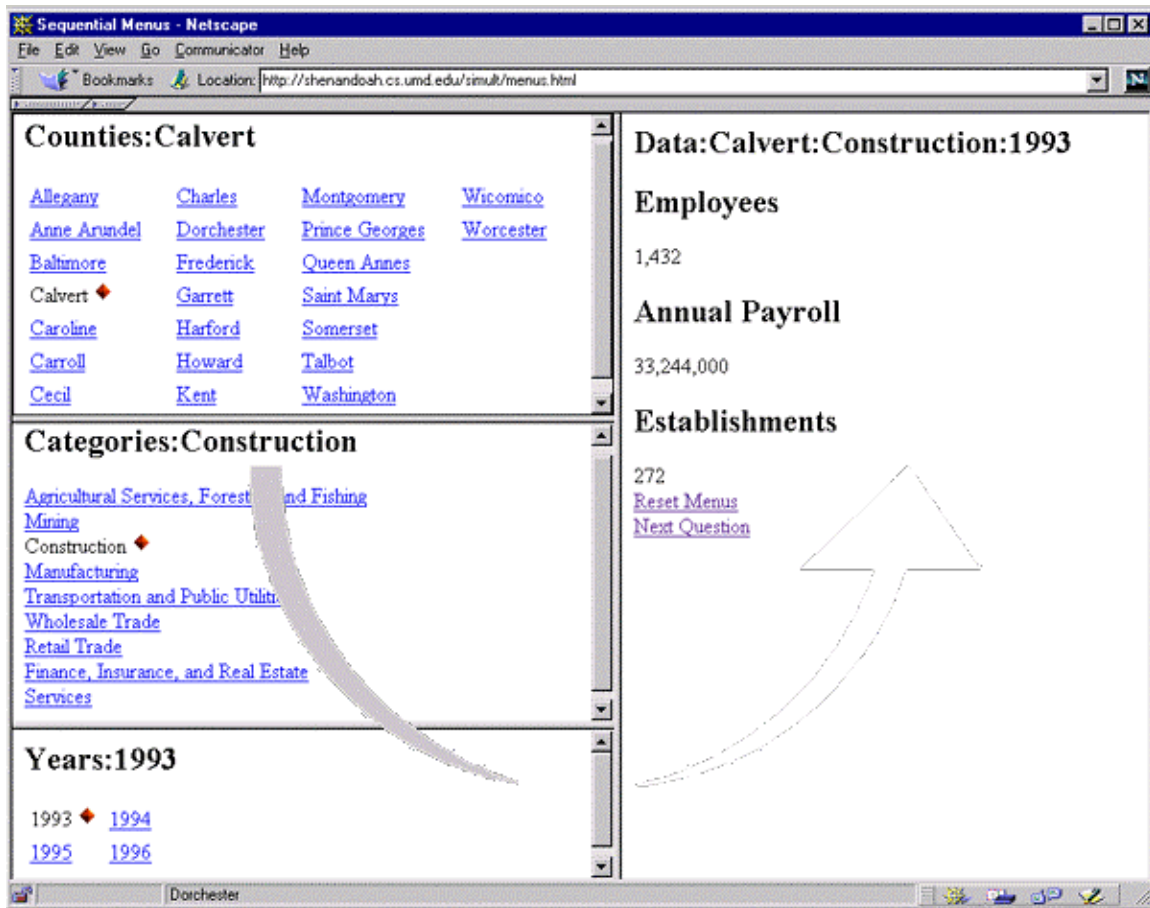 Sequential Menus - Netscape
File Edit View Go Communicator Help
Bookmarks Location: http://shenandoah.cs.umd.edu/simult/menus.html
N
Counties:Calvert
Allegany Charles Montgomery Wicomico
Anne Arundel Dorchester Prince Georges Worcester
Baltimore Frederick Queen Annes
Calvert Garrett Saint Marys
Caroline Harford Somerset
Carroll Howard Talbot
Cecil Kent Washington
Categories:Construction
Agricultural Services, and Fishing
Mining
Construction
Manufacturing
Transportation and Public
Wholesale Trade
Retail Trade
Finance, Insurance, and Real Estate
Services
Years:1993
1993 1994
1995 1996
Data:Calvert:Construction:1993
Employees
1,432
Annual Payroll
33,244,000
Establishments
272
Reset Menus
Next Question
Dorchester